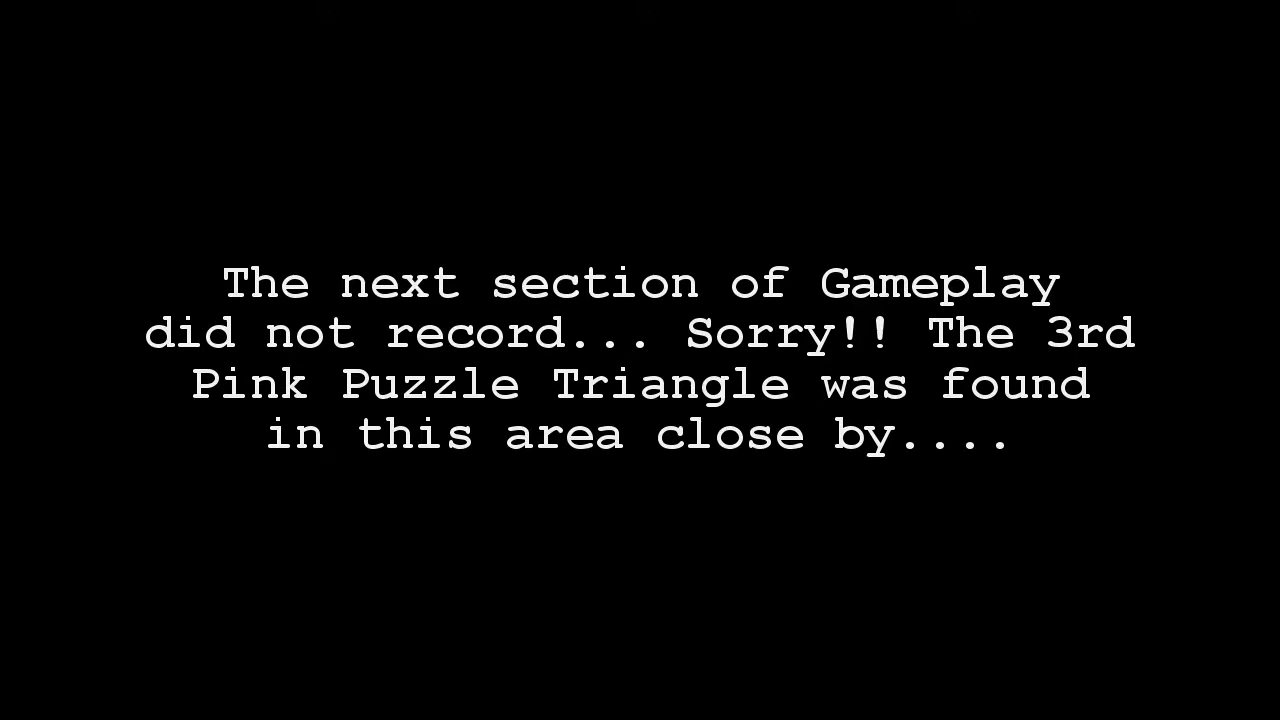 The next section of Gameplay
did not record... Sorry!! The 3rd
Pink Puzzle Triangle was found
in this area close by....